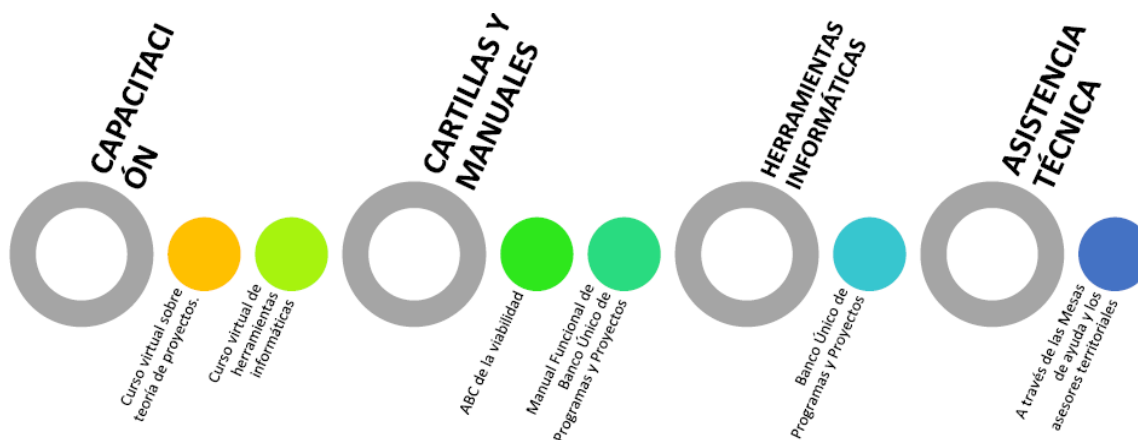 CAPACITACI
ÓN
Curso virtual sobre
teoría de proyectos.
Curso virtual de
herramientas
informáticas
CARTILLAS Y
MANUALES
ABC de la viabilidad
Manual Funcional de
Banco Único de
Programas y Proyectos
HERRAMIENTAS
INFORMÁTICAS
Banco Único de
Programas y Proyectos
ASISTENCIA
TÉCNICA
A través de las Mesas
de ayuda y los
asesores territoriales